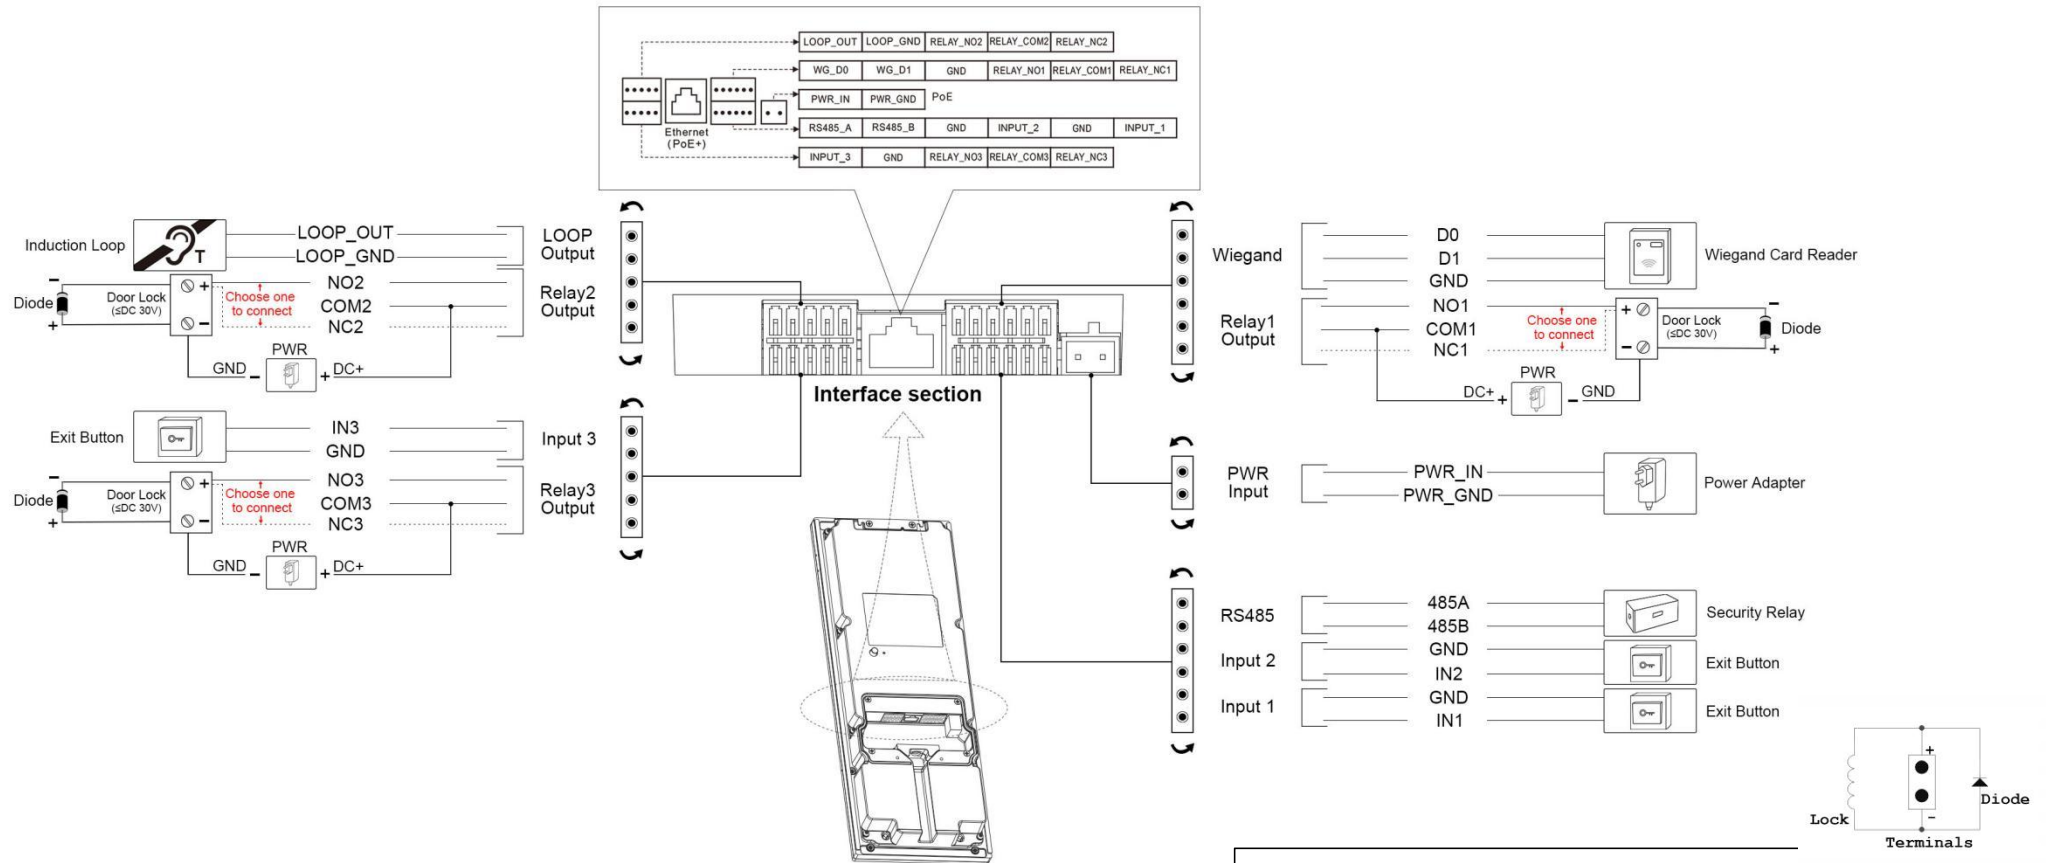 LOOP_OUT LOOP_GND RELAY_NO2 RELAY_COM2 RELAY_NC2
WG_D0 WG_D1 GND RELAY_NO1 RELAY_COM1 RELAY_NC1
PWR_IN PWR_GND PoE
RS485_A RS485_B GND INPUT_2 GND INPUT_1
INPUT_3 GND RELAY_NO3 RELAY_COM3 RELAY_NC3
Ethernet
(PoE+)
Induction Loop
T
LOOP_OUT
LOOP_GND
LOOP
Output
Diode
-
+
Door Lock
(≤DC 30V)
+
-
Choose one
to connect
NO2
COM2
NC2
Relay2
Output
PWR
GND - + DC+
Exit Button
IN3
GND
Input 3
Diode
-
+
Door Lock
(≤DC 30V)
+
-
Choose one
to connect
NO3
COM3
NC3
Relay3
Output
PWR
GND - + DC+
Interface section
Wiegand
D0
D1
GND
Wiegand Card Reader
Relay1
Output
NO1
COM1
NC1
Choose one
to connect
+
-
Door Lock
(≤DC 30V)
-
+
Diode
PWR
DC+ + - GND
PWR
Input
PWR_IN
PWR_GND
Power Adapter
RS485
485A
485B
Security Relay
Input 2
GND
IN2
Exit Button
Input 1
GND
IN1
Exit Button
+
-
Lock
Diode
Terminals